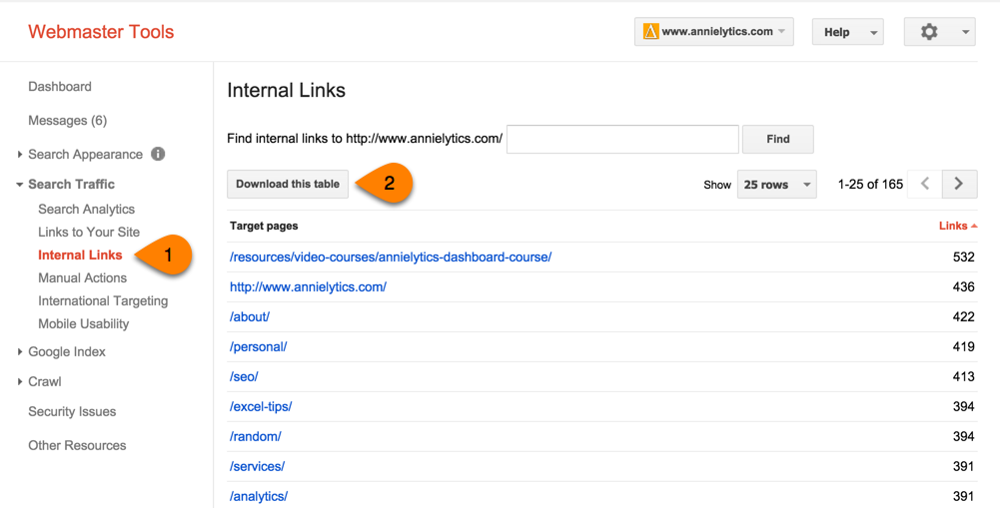 Webmaster Tools
www.annielytics.com
Help
Dashboard
Messages (6)
Search Appearance i
Search Traffic
Search Analytics
Links to Your Site
Internal Links
1
Manual Actions
International Targeting
Mobile Usability
Google Index
Crawl
Security Issues
Other Resources
Internal Links
Find internal links to http://www.annielytics.com/ Find
Download this table 2 Show 25 rows 1-25 of 165
Target pages Links
/resources/video-courses/annielytics-dashboard-course/ 532
http://www.annielytics.com/ 436
/about/ 422
/personal/ 419
/seo/ 413
/excel-tips/ 394
/random/ 394
/services/ 391
/analytics/ 391